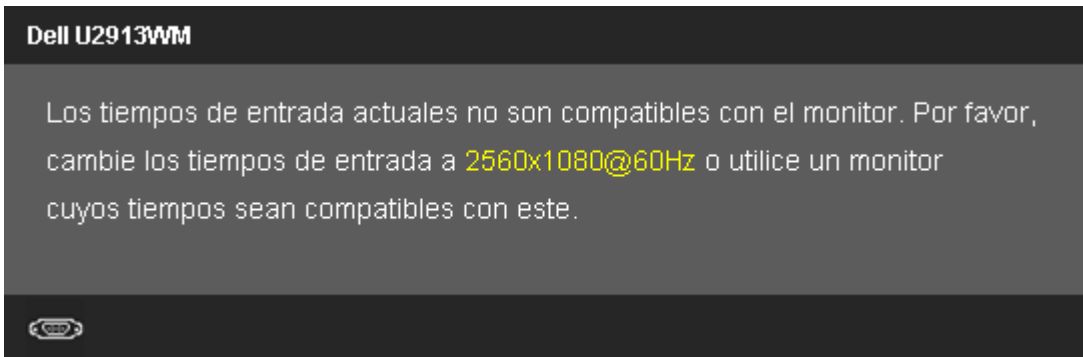 Dell U2913WM
Los tiempos de entrada actuales no son compatibles con el monitor. Por favor,
cambie los tiempos de entrada a 2560x1080@60Hz o utilice un monitor
cuyos tiempos sean compatibles con este.